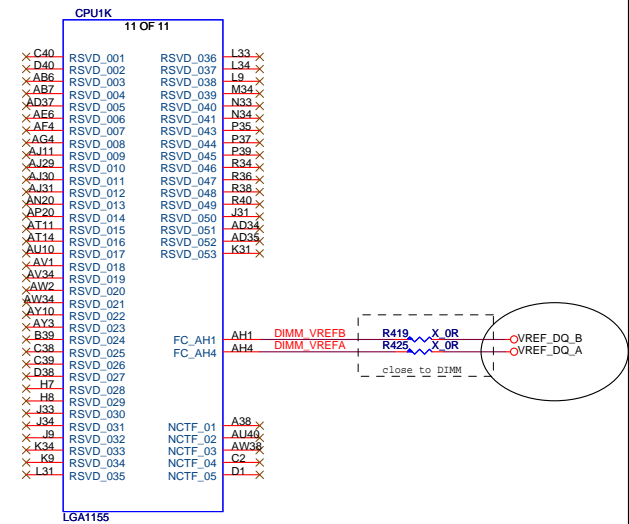 CPU1K
11 OF 11
C40 RSVD_001 RSVD_036 L33
D40 RSVD_002 RSVD_037 L34
AB6 RSVD_003 RSVD_038 L9
AB7 RSVD_004 RSVD_039 M34
AD37 RSVD_005 RSVD_040 N33
AE6 RSVD_006 RSVD_041 N34
AF4 RSVD_007 RSVD_043 P35
AG4 RSVD_008 RSVD_044 P37
AJ11 RSVD_009 RSVD_045 P39
AJ29 RSVD_010 RSVD_046 R34
AJ30 RSVD_011 RSVD_047 R36
AJ31 RSVD_012 RSVD_048 R38
AN20 RSVD_013 RSVD_049 R40
AP20 RSVD_014 RSVD_050 J31
AT11 RSVD_015 RSVD_051 AD34
AT14 RSVD_016 RSVD_052 AD35
AU10 RSVD_017 RSVD_053 K31
AV1 RSVD_018
AV34 RSVD_019
AW2 RSVD_020
AW34 RSVD_021
AY10 RSVD_022
AY3 RSVD_023
B39 RSVD_024 FC_AH1 AH1 DIMM_VREFB R419 X_0R VREF_DQ_B
C38 RSVD_025 FC_AH4 AH4 DIMM_VREFA R425 X_0R VREF_DQ_A
C39 RSVD_026 close to DIMM
D38 RSVD_027
H7 RSVD_028
H8 RSVD_029
J33 RSVD_030
J34 RSVD_031 NCTF_01 A38
J9 RSVD_032 NCTF_02 AU40
K34 RSVD_033 NCTF_03 AW38
K9 RSVD_034 NCTF_04 C2
L31 RSVD_035 NCTF_05 D1
LGA1155